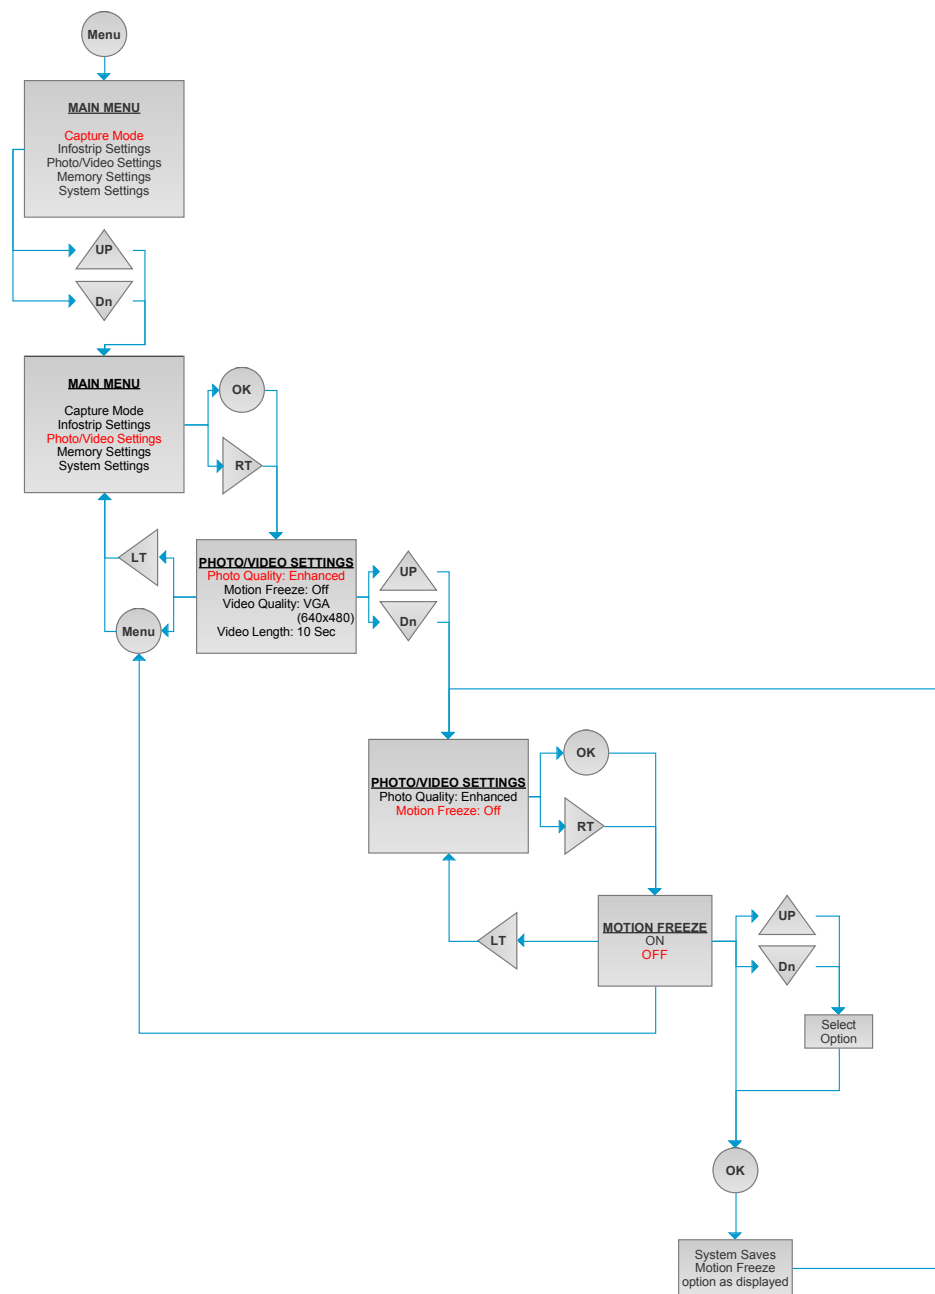 Menu
MAIN MENU
Capture Mode
Infostrip Settings
Photo/Video Settings
Memory Settings
System Settings
UP
Dn
MAIN MENU
Capture Mode
Infostrip Settings
Photo/Video Settings
Memory Settings
System Settings
OK
RT
LT
Menu
PHOTO/VIDEO SETTINGS
Photo Quality: Enhanced
Motion Freeze: Off
Video Quality: VGA
(640x480)
Video Length: 10 Sec
UP
Dn
PHOTO/VIDEO SETTINGS
Photo Quality: Enhanced
Motion Freeze: Off
OK
RT
LT
MOTION FREEZE
ON
OFF
UP
Dn
Select
Option
OK
System Saves
Motion Freeze
option as displayed